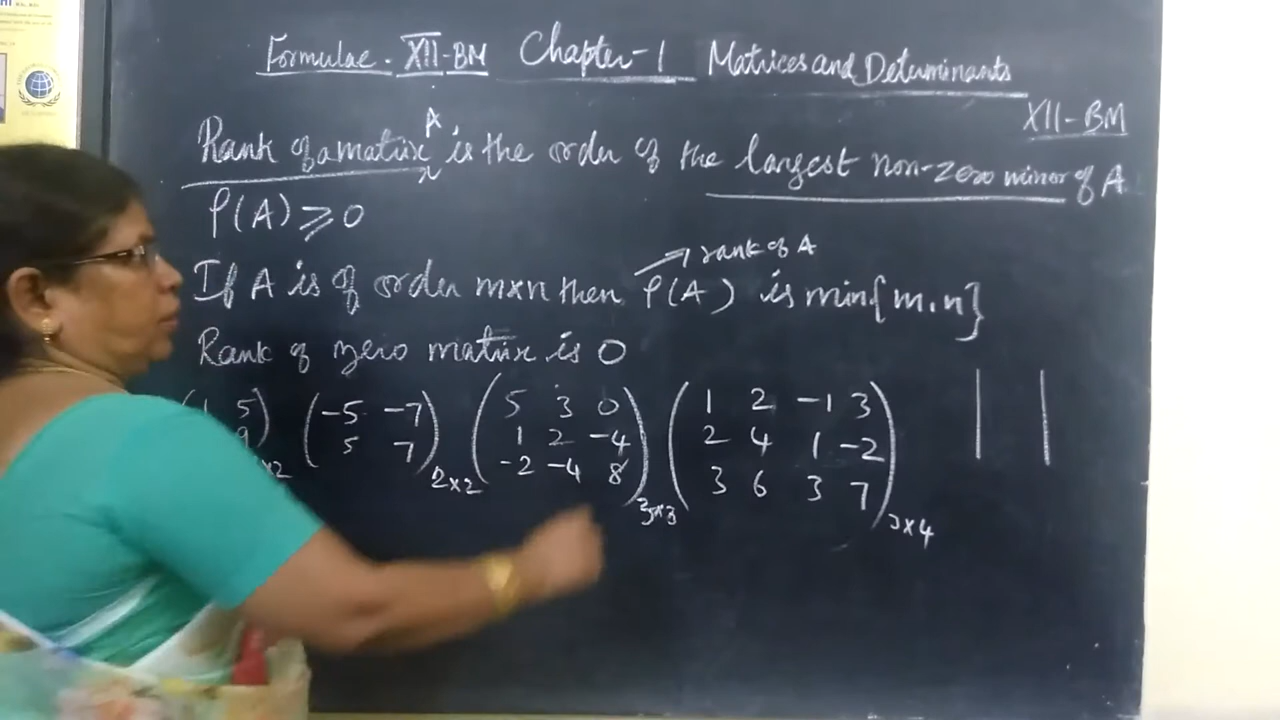 Formulae. XII-BM Chapter-1 Matrices and Determinants
XII-BM
Rank of a matrix A is the order of the largest non-zero minor of A
ρ(A) ⩾ 0
→ rank of A
If A is of order m×n then ρ(A) is min{m,n}
Rank of zero matrix is 0
5 (-5 -7 (5 3 0 (1 2 -1 3
9) 5 7) 1 2 -4 2 4 1 -2
×2 2×2 -2 -4 8) 3 6 3 7)
3×3 3×4